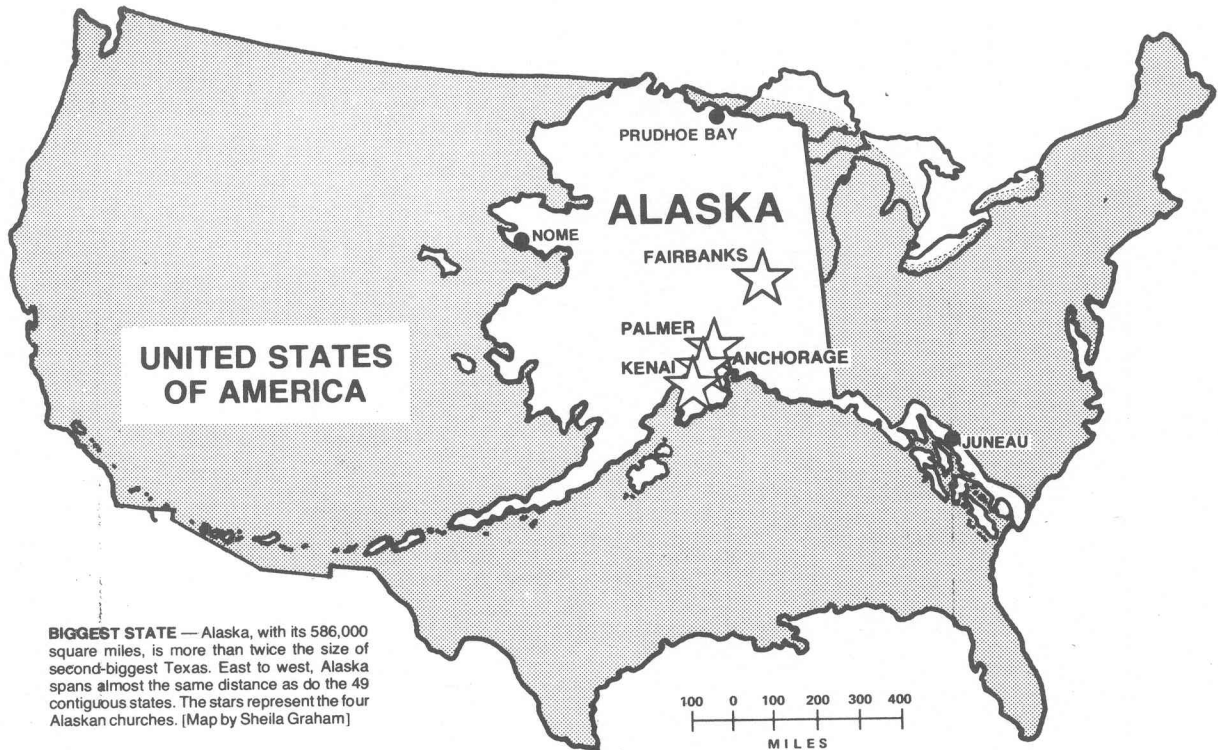 PRUDHOE BAY
ALASKA
NOME
FAIRBANKS
PALMER
ANCHORAGE
KENAI
UNITED STATES
OF AMERICA
JUNEAU
BIGGEST STATE — Alaska, with its 586,000
square miles, is more than twice the size of
second-biggest Texas. East to west, Alaska
spans almost the same distance as do the 49
contiguous states. The stars represent the four
Alaskan churches. [Map by Sheila Graham]
100 0 100 200 300 400
MILES